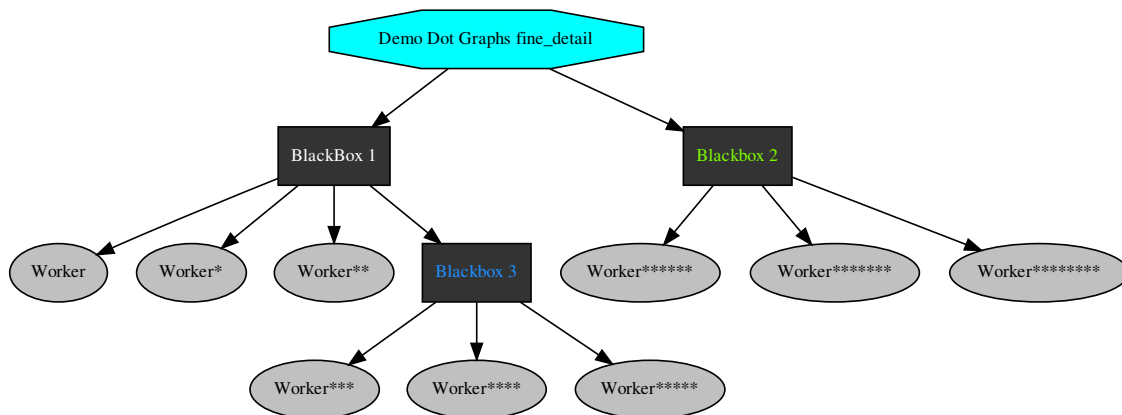 Demo Dot Graphs fine_detail
BlackBox 1
Blackbox 2
Worker
Worker*
Worker**
Blackbox 3
Worker******
Worker*******
Worker********
Worker***
Worker****
Worker*****